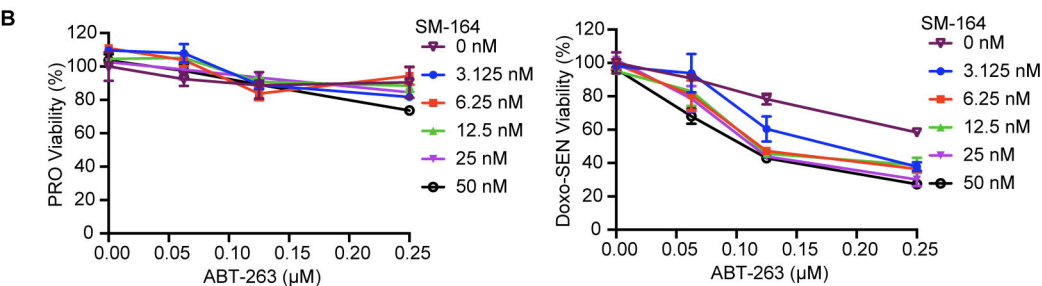 B
PRO Viability (%)
120
100
80
60
40
20
0
0.00 0.05 0.10 0.15 0.20 0.25
ABT-263 (μM)
SM-164
0 nM
3.125 nM
6.25 nM
12.5 nM
25 nM
50 nM
Doxo-SEN Viability (%)
120
100
80
60
40
20
0
0.00 0.05 0.10 0.15 0.20 0.25
ABT-263 (μM)
SM-164
0 nM
3.125 nM
6.25 nM
12.5 nM
25 nM
50 nM